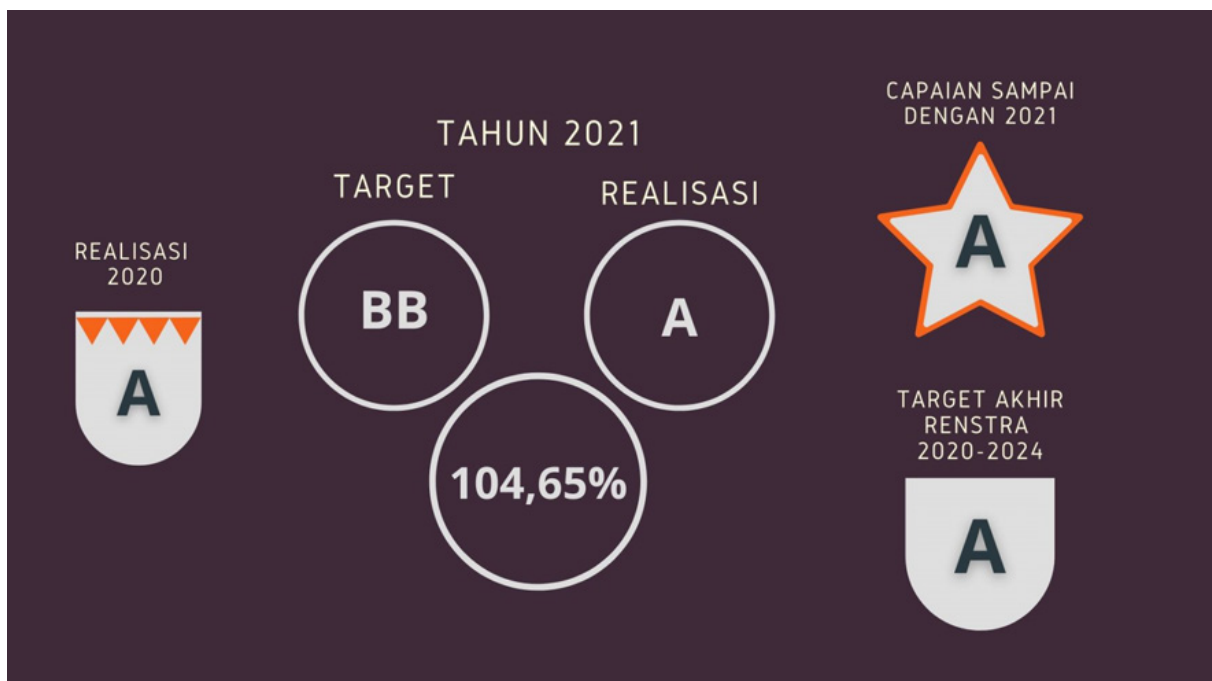 REALISASI
2020
A
TAHUN 2021
TARGET
BB
REALISASI
A
104,65%
CAPAIAN SAMPAI
DENGAN 2021
A
TARGET AKHIR
RENSTRA
2020-2024
A